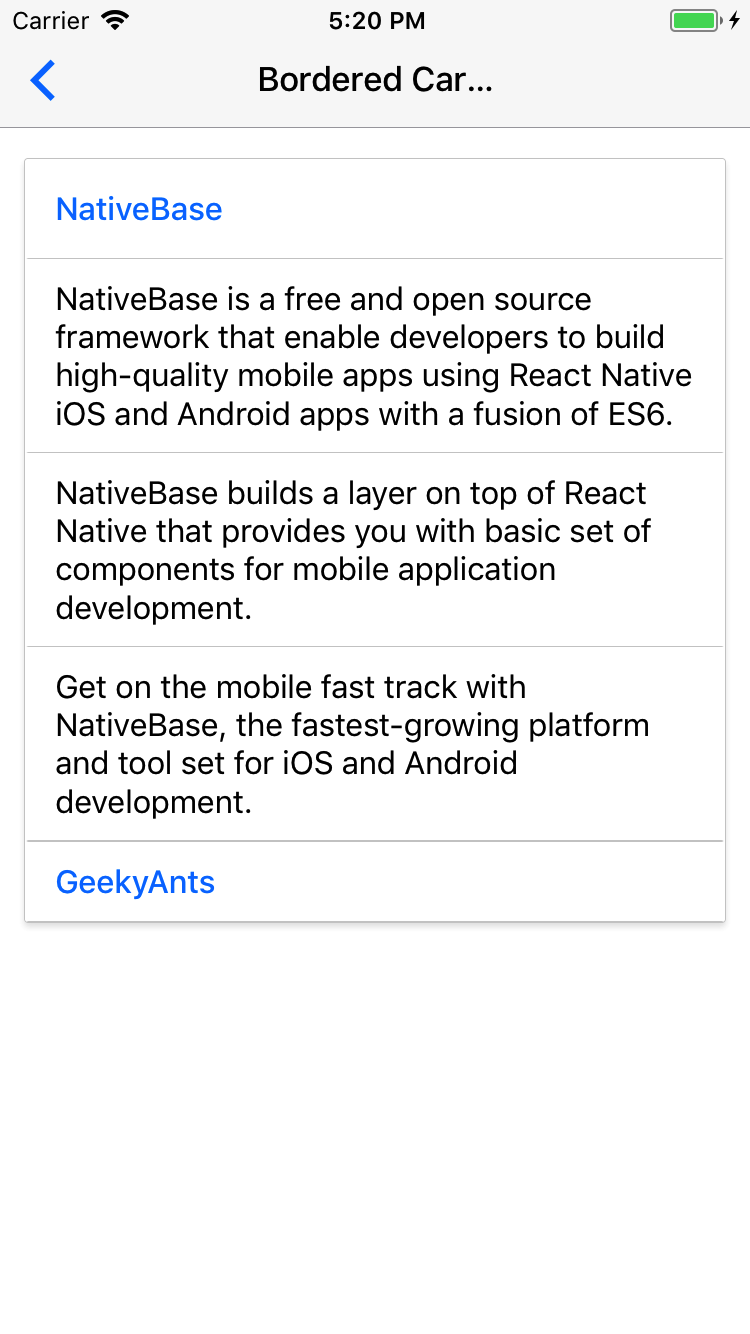 Carrier 5:20 PM
Bordered Car...
NativeBase
NativeBase is a free and open source
framework that enable developers to build
high-quality mobile apps using React Native
iOS and Android apps with a fusion of ES6.
NativeBase builds a layer on top of React
Native that provides you with basic set of
components for mobile application
development.
Get on the mobile fast track with
NativeBase, the fastest-growing platform
and tool set for iOS and Android
development.
GeekyAnts